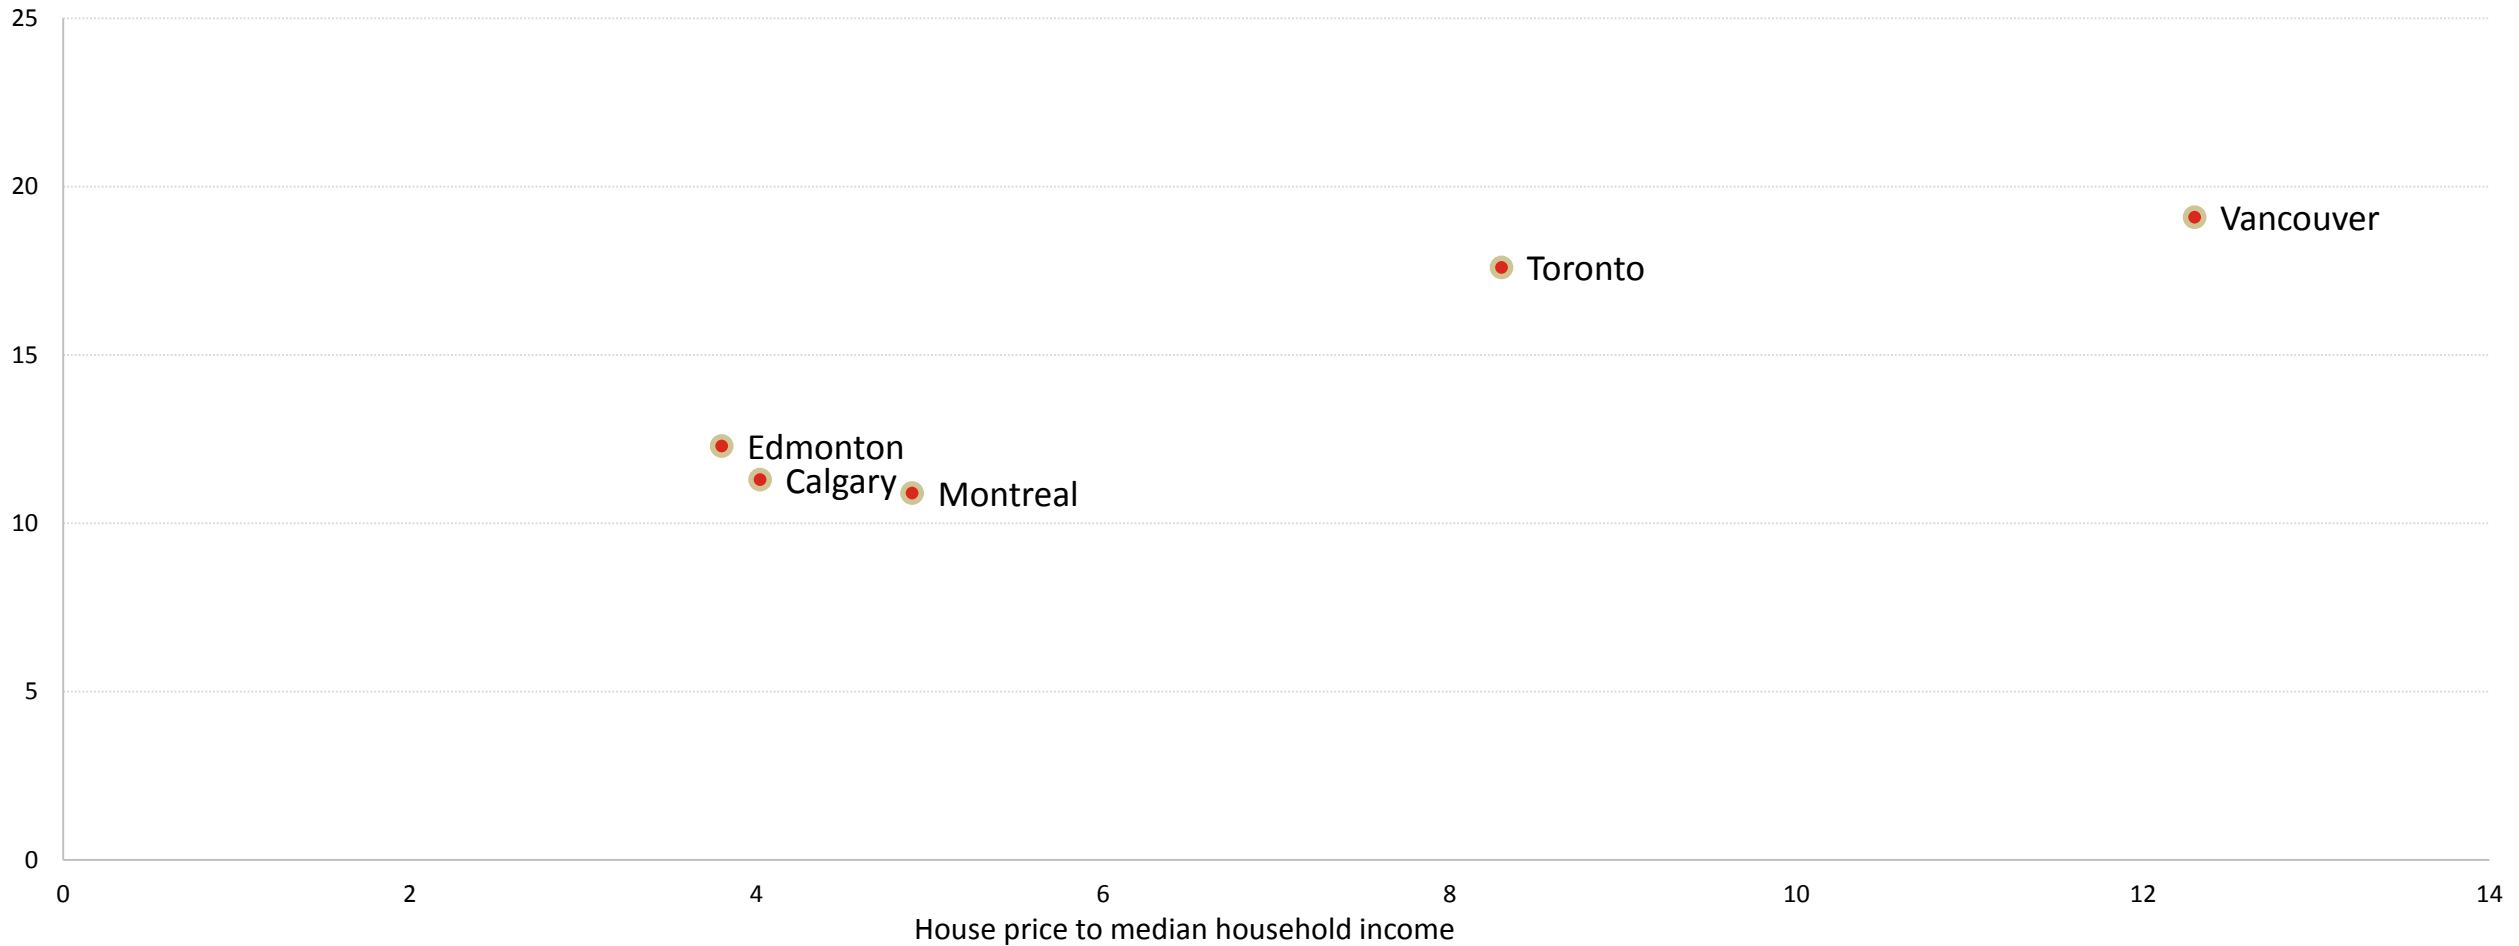 25
20
Vancouver
Toronto
15
Edmonton
Calgary
Montreal
10
5
0
0 2 4 6 8 10 12 14
House price to median household income